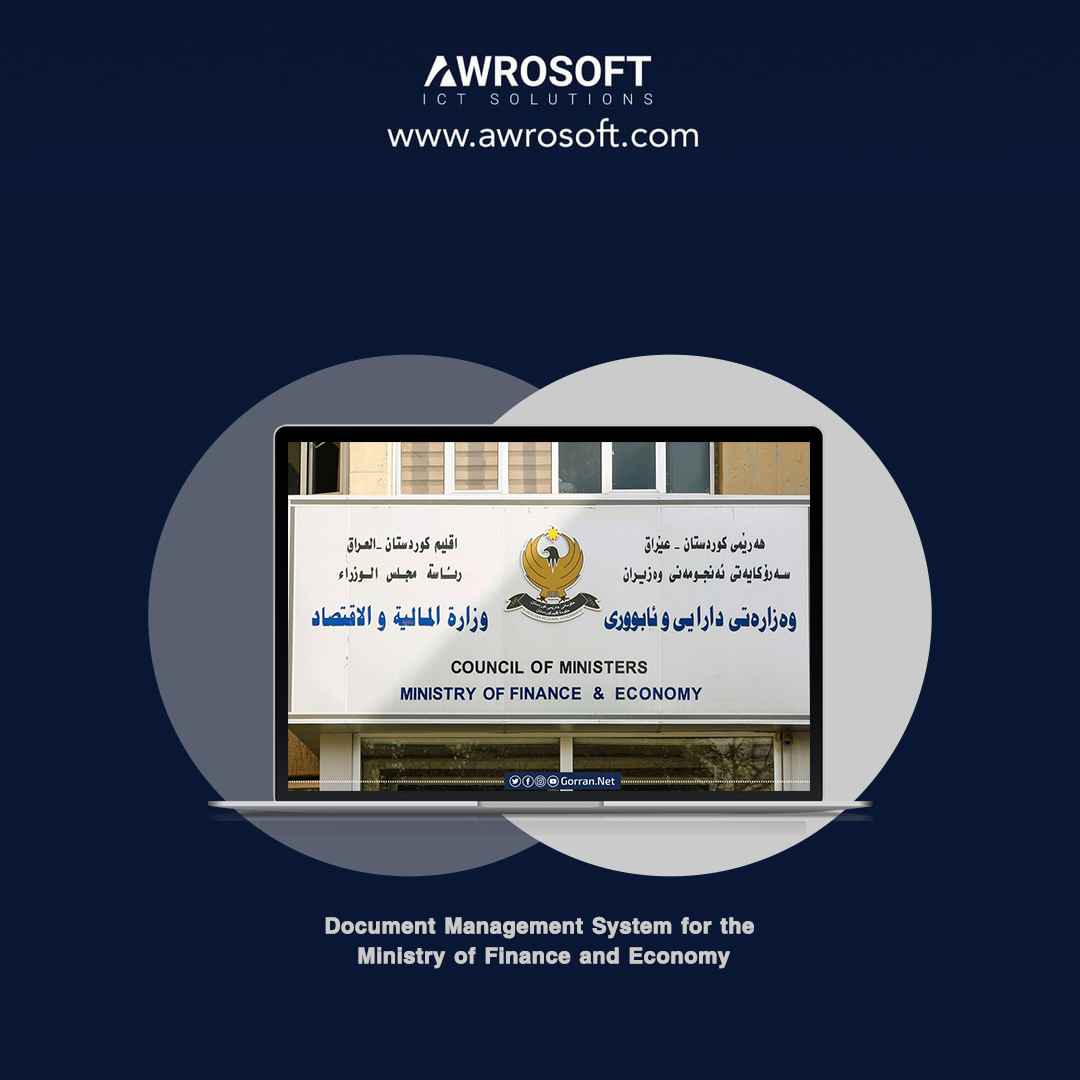 AWROSOFT
ICT SOLUTIONS
www.awrosoft.com
هەرێمی کوردستان - عێراق
سەرۆکایەتی ئەنجومەنی وەزیران
وەزارەتی دارایی و ئابووری
اقليم كوردستان - العراق
رئاسة مجلس الوزراء
وزارة المالية و الاقتصاد
COUNCIL OF MINISTERS
MINISTRY OF FINANCE & ECONOMY
Gorran.Net
Document Management System for the
Ministry of Finance and Economy